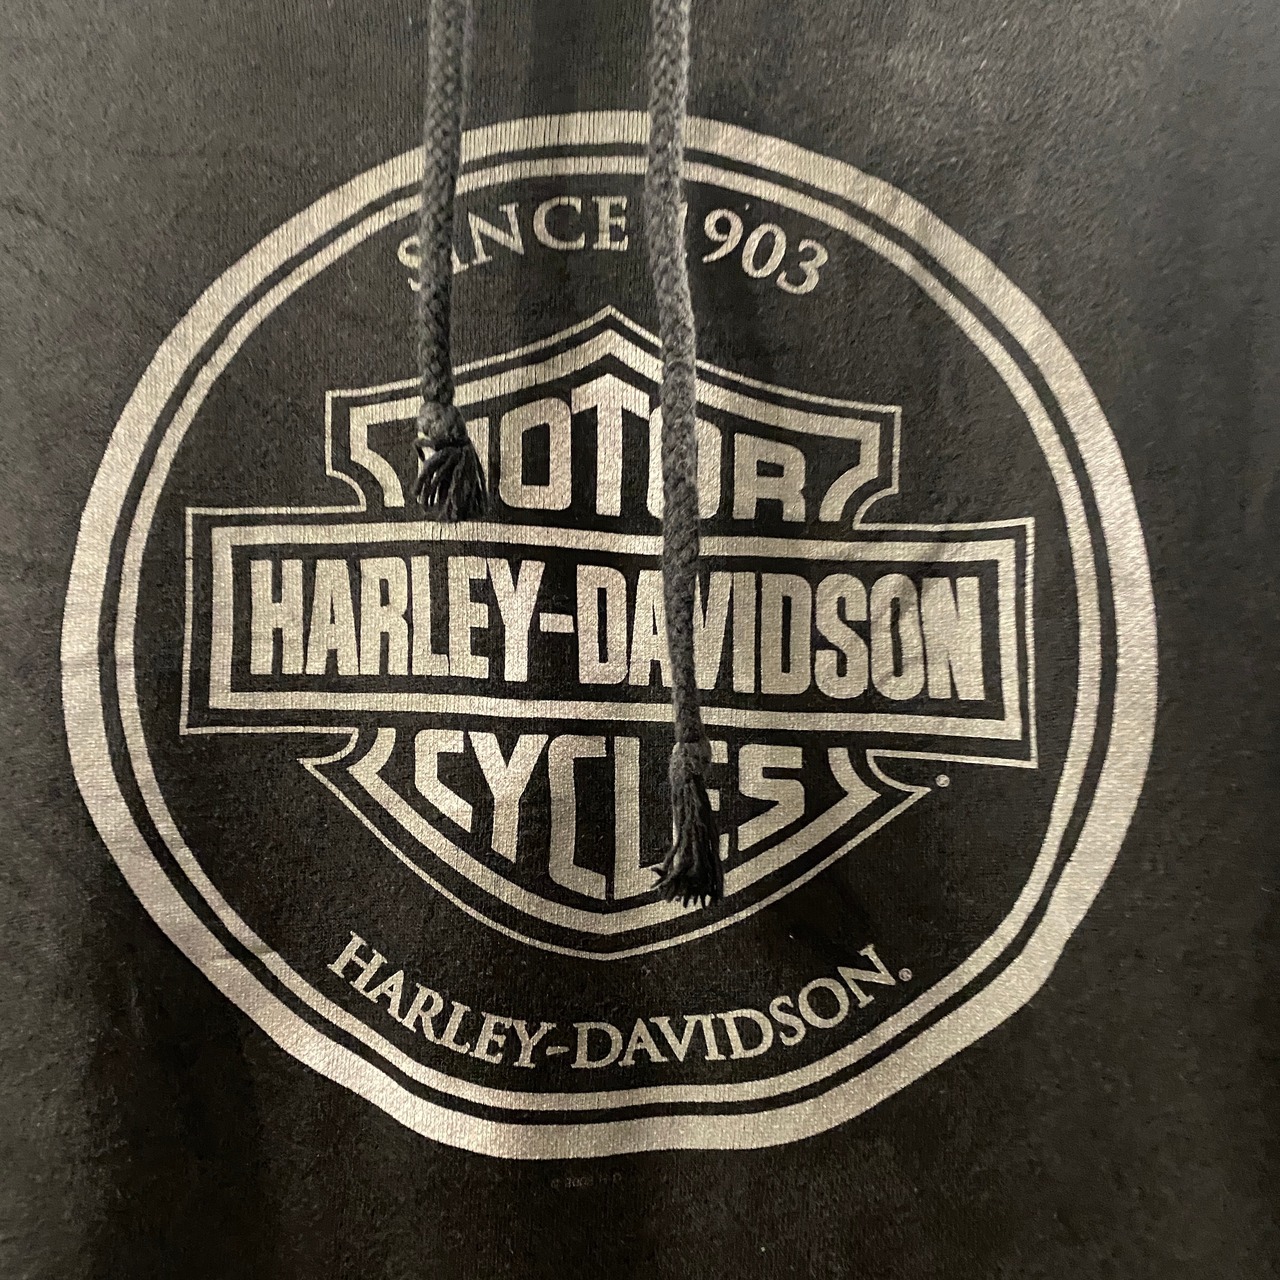 SINCE 1903
MOTOR
HARLEY-DAVIDSON
CYCLES
HARLEY-DAVIDSON.®